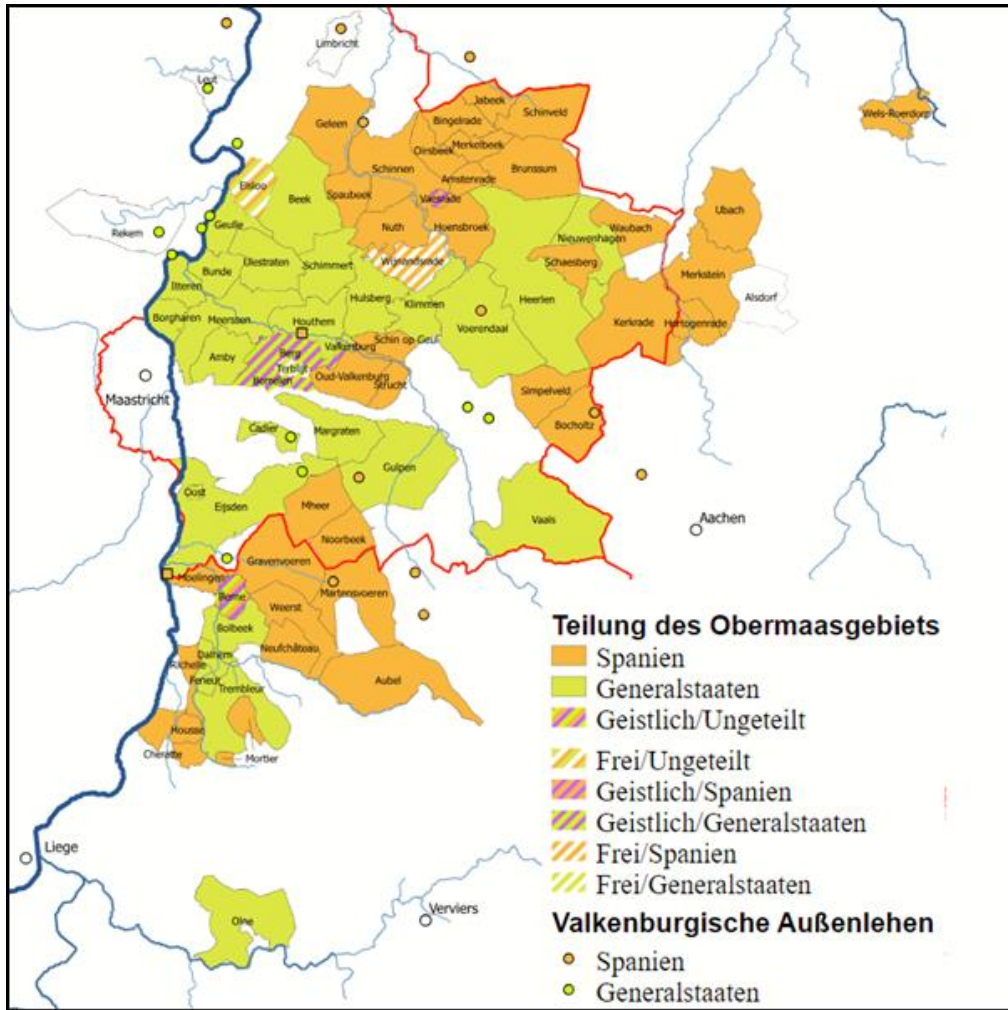 Limbricht
Leut
Wels-Roerdorp
Geleen
Jabeek
Bingelrade
Schinveld
Oirsbeek
Merkelbeek
Schinnen
Amstenrade
Brunssum
Elsloo
Beek
Spaubeek
Vaesrade
Ubach
Rekem
Geulle
Nuth
Hoensbroek
Waubach
Nieuwenhagen
Bunde
Ulestraten
Schimmert
Wijnandsrade
Schaesberg
Merkstein
Itteren
Hulsberg
Klimmen
Heerlen
Alsdorf
Borgharen
Meersten
Houthem
Voerendaal
Kerkrade
Hertogenrade
Amby
Berg
Valkenburg
Schin op Geul
Terblijt
Bemelen
Oud-Valkenburg
Strucht
Simpelveld
Maastricht
Bocholtz
Cadier
Margraten
Gulpen
Oust
Eijsden
Mheer
Vaals
Aachen
Noorbeek
Gravenvoeren
Moelingen
Berne
Martensvoeren
Weerst
Bolbeek
Neufchâteau
Dalhem
Richelle
Feneur
Trembleur
Aubel
Housse
Cheratte
Mortier
Liege
Olne
Verviers
Teilung des Obermaasgebiets
Spanien
Generalstaaten
Geistlich/Ungeteilt
Frei/Ungeteilt
Geistlich/Spanien
Geistlich/Generalstaaten
Frei/Spanien
Frei/Generalstaaten
Valkenburgische Außenlehen
Spanien
Generalstaaten